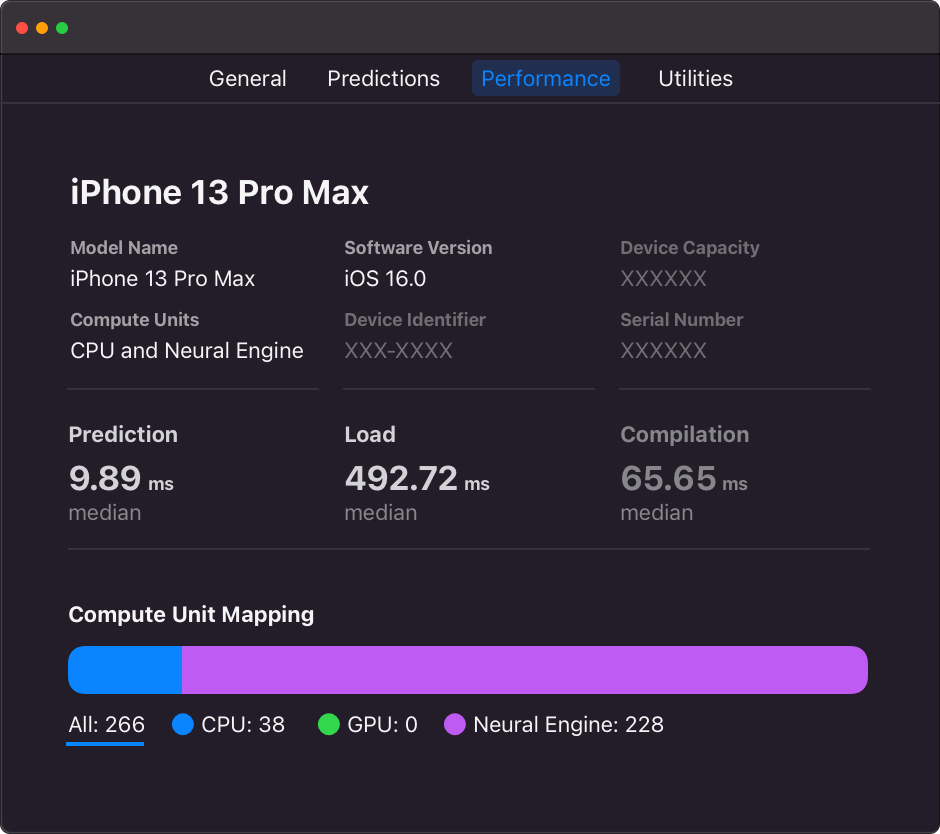 General Predictions Performance Utilities
iPhone 13 Pro Max
Model Name Software Version Device Capacity
iPhone 13 Pro Max iOS 16.0 XXXXXX
Compute Units Device Identifier Serial Number
CPU and Neural Engine XXX-XXXX XXXXXX
Prediction Load Compilation
9.89 ms 492.72 ms 65.65 ms
median median median
Compute Unit Mapping
All: 266 CPU: 38 GPU: 0 Neural Engine: 228